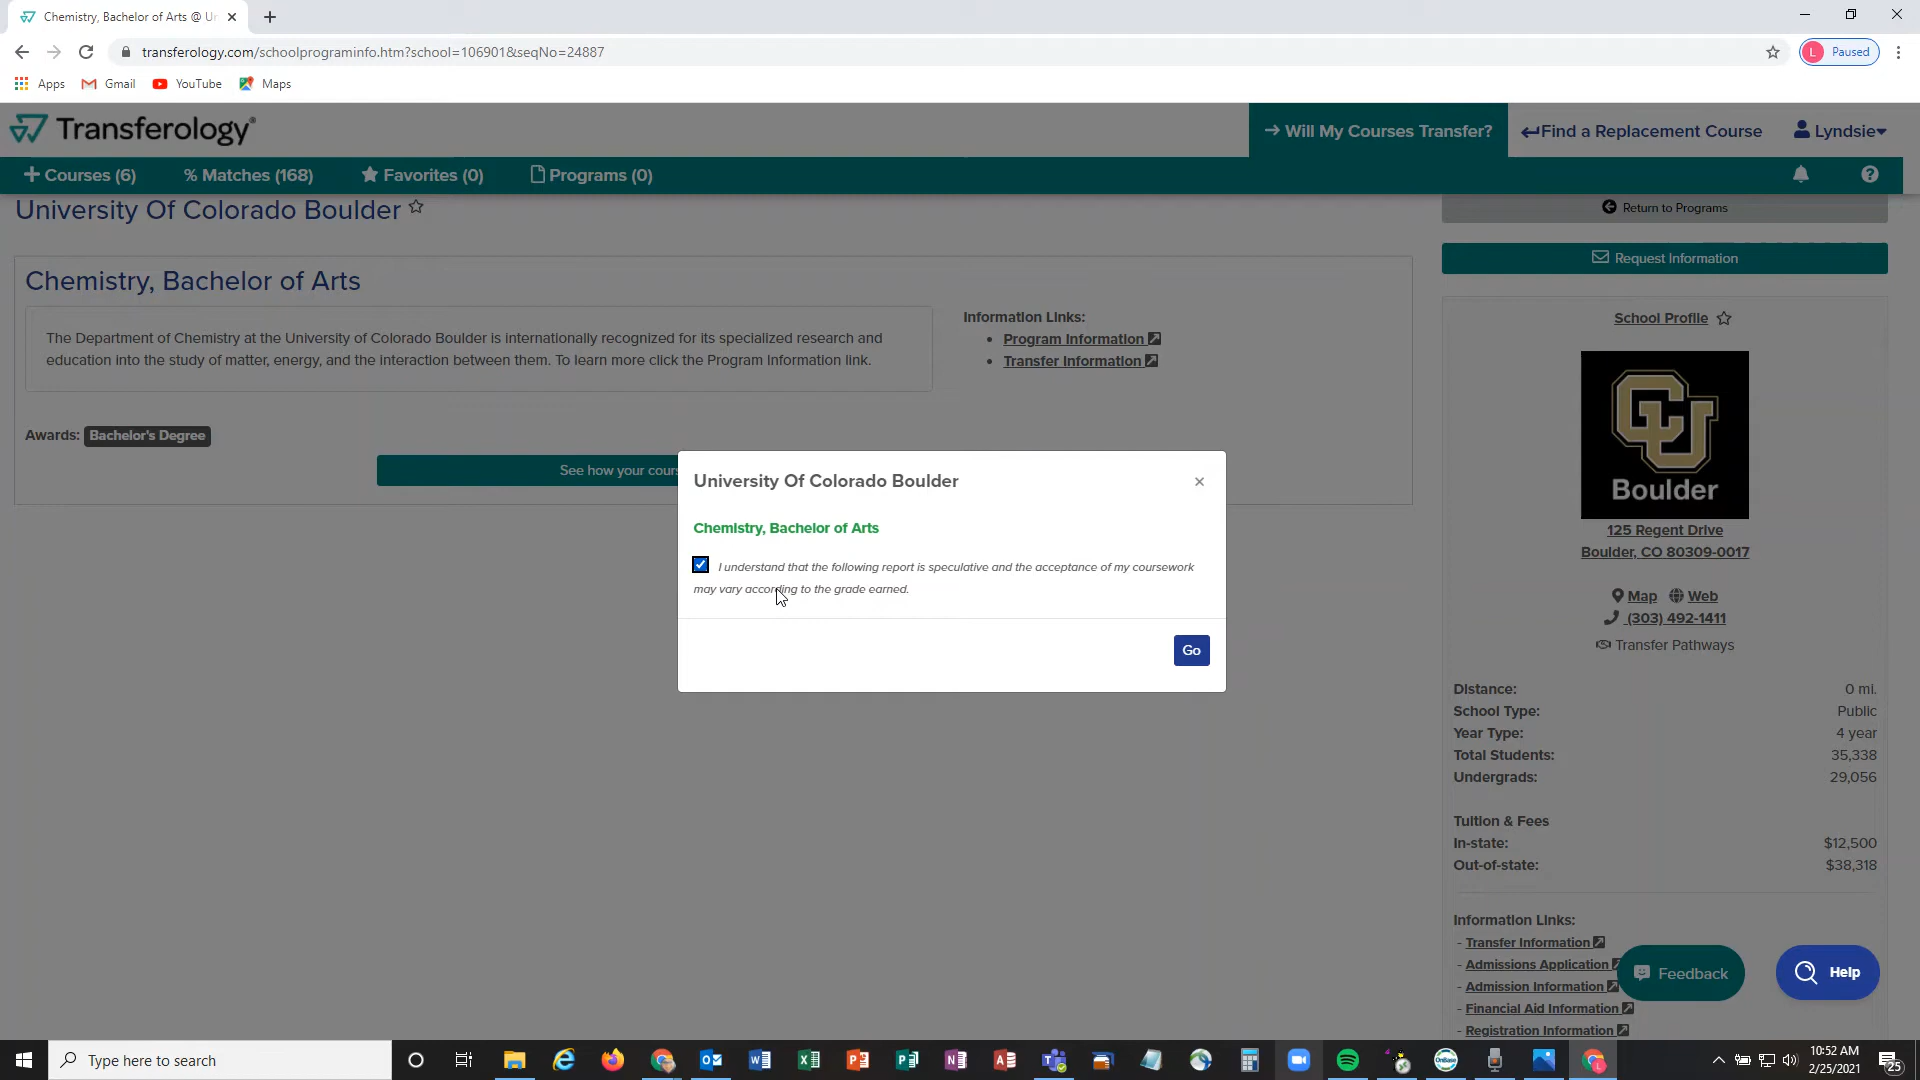 Chemistry, Bachelor of Arts @ Un
transferology.com/schoolprograminfo.htm?school=106901&seqNo=24887
L Paused
Apps Gmail YouTube Maps
Transferology®
Will My Courses Transfer? Find a Replacement Course Lyndsie
Courses (6) % Matches (168) Favorites (0) Programs (0)
University Of Colorado Boulder
Return to Programs
Request Information
Chemistry, Bachelor of Arts
The Department of Chemistry at the University of Colorado Boulder is internationally recognized for its specialized research and
education into the study of matter, energy, and the interaction between them. To learn more click the Program Information link.
Information Links:
Program Information
Transfer Information
Awards: Bachelor's Degree
See how your cours
University Of Colorado Boulder ×
Chemistry, Bachelor of Arts
I understand that the following report is speculative and the acceptance of my coursework
may vary according to the grade earned.
Go
School Profile
CU
Boulder
125 Regent Drive
Boulder, CO 80309-0017
Map Web
(303) 492-1411
Transfer Pathways
Distance: 0 mi.
School Type: Public
Year Type: 4 year
Total Students: 35,338
Undergrads: 29,056
Tuition & Fees
In-state: $12,500
Out-of-state: $38,318
Information Links:
- Transfer Information
- Admissions Application
- Admission Information
- Financial Aid Information
- Registration Information
Feedback
Help
Type here to search
10:52 AM
2/25/2021
25